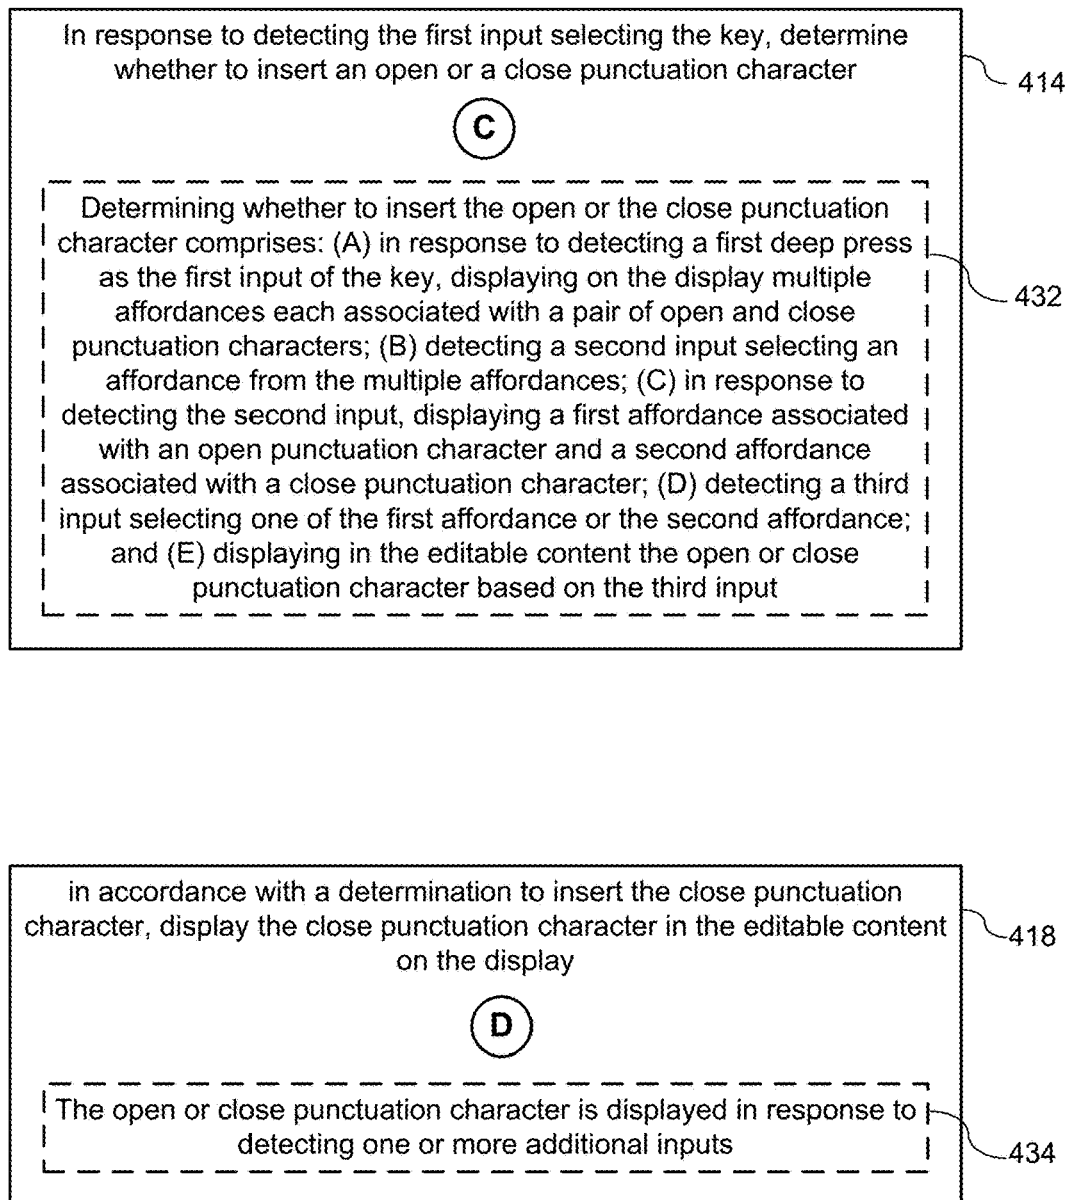 In response to detecting the first input selecting the key, determine
whether to insert an open or a close punctuation character
414
C
Determining whether to insert the open or the close punctuation
character comprises: (A) in response to detecting a first deep press
as the first input of the key, displaying on the display multiple
affordances each associated with a pair of open and close
punctuation characters; (B) detecting a second input selecting an
affordance from the multiple affordances; (C) in response to
detecting the second input, displaying a first affordance associated
with an open punctuation character and a second affordance
associated with a close punctuation character; (D) detecting a third
input selecting one of the first affordance or the second affordance;
and (E) displaying in the editable content the open or close
punctuation character based on the third input
432
in accordance with a determination to insert the close punctuation
character, display the close punctuation character in the editable content
on the display
418
D
The open or close punctuation character is displayed in response to
detecting one or more additional inputs
434